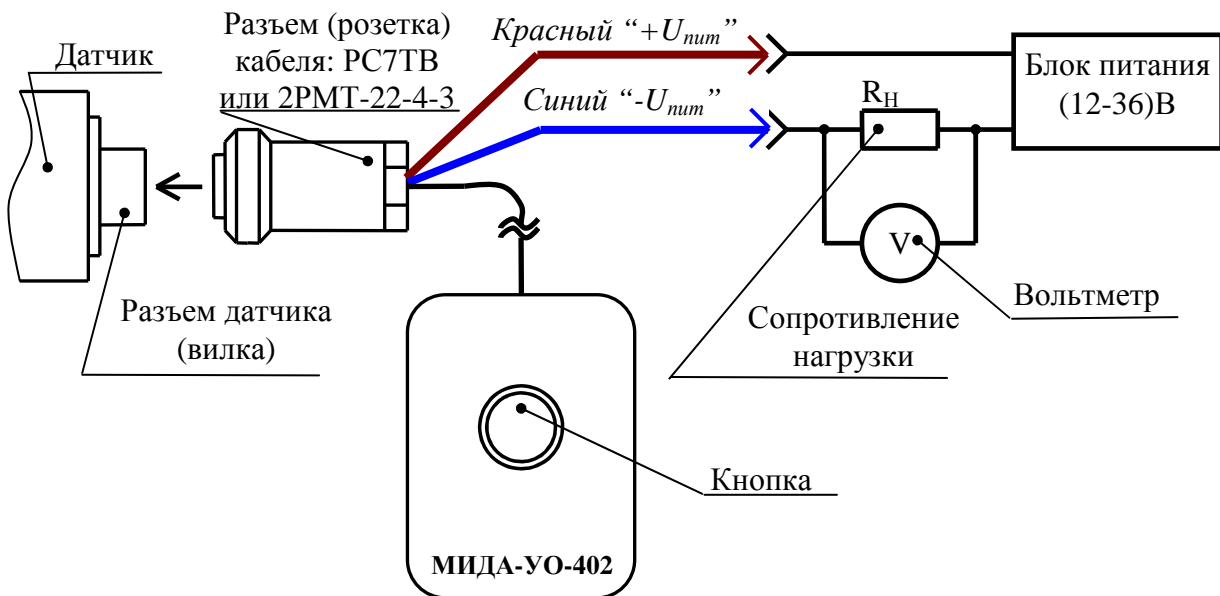 Датчик
Разъем (розетка)
кабеля: РС7ТВ
или 2РМТ-22-4-3
Красный “+Uпит”
Синий “-Uпит”
Блок питания
(12-36)В
RН
V
Вольтметр
Сопротивление
нагрузки
Разъем датчика
(вилка)
Кнопка
МИДА-УО-402